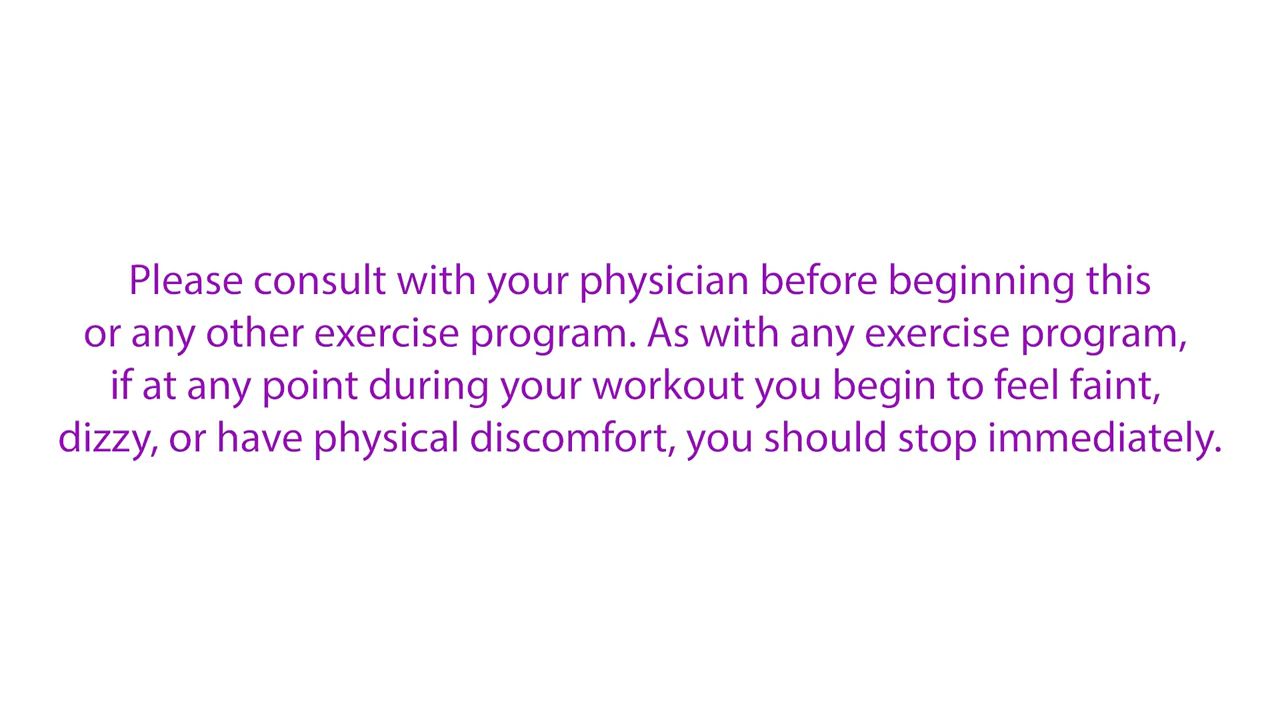 Please consult with your physician before beginning this
or any other exercise program. As with any exercise program,
if at any point during your workout you begin to feel faint,
dizzy, or have physical discomfort, you should stop immediately.